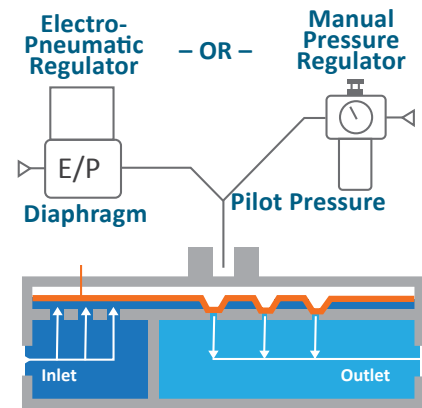 Electro-
Pneumatic
Regulator
– OR –
Manual
Pressure
Regulator
E/P
Diaphragm
Pilot Pressure
Inlet
Outlet